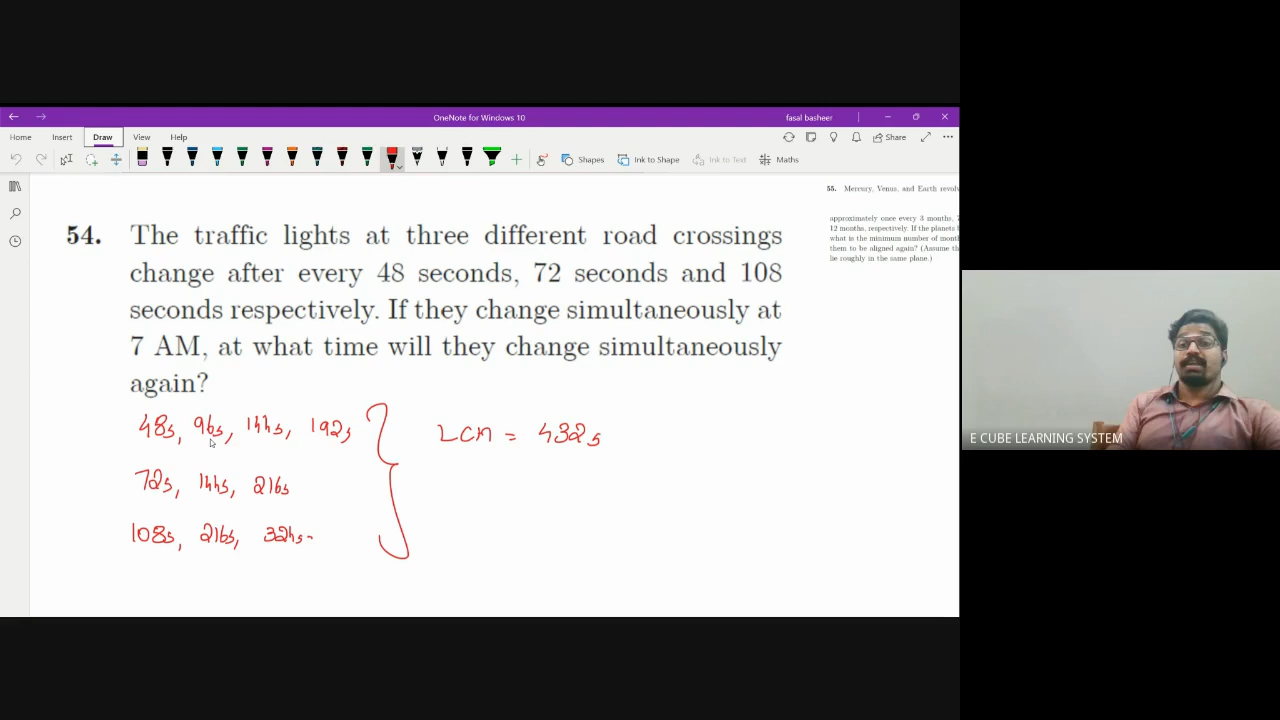 OneNote for Windows 10
fasal basheer
Home Insert Draw View Help
Share
Shapes Ink to Shape Ink to Text Maths
54. The traffic lights at three different road crossings
change after every 48 seconds, 72 seconds and 108
seconds respectively. If they change simultaneously at
7 AM, at what time will they change simultaneously
again?
48s, 96s, 144s, 192s
72s, 144s, 216s
108s, 216s, 324s
LCM = 432s
55. Mercury, Venus, and Earth revolv
approximately once every 3 months, 7
12 months, respectively. If the planets
what is the minimum number of mont
them to be aligned again? (Assume th
lie roughly in the same plane.)
E CUBE LEARNING SYSTEM